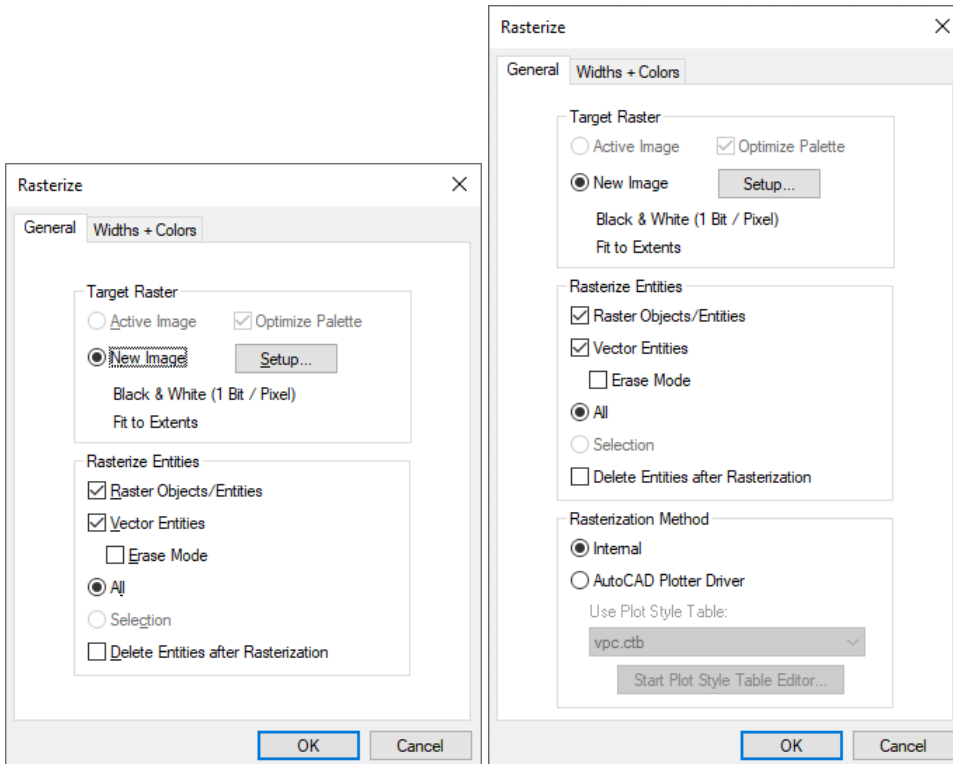 Rasterize
General Widths + Colors
Target Raster
Active Image Optimize Palette
New Image Setup...
Black & White (1 Bit / Pixel)
Fit to Extents
Rasterize Entities
Raster Objects/Entities
Vector Entities
Erase Mode
All
Selection
Delete Entities after Rasterization
OK Cancel
Rasterize
General Widths + Colors
Target Raster
Active Image Optimize Palette
New Image Setup...
Black & White (1 Bit / Pixel)
Fit to Extents
Rasterize Entities
Raster Objects/Entities
Vector Entities
Erase Mode
All
Selection
Delete Entities after Rasterization
Rasterization Method
Internal
AutoCAD Plotter Driver
Use Plot Style Table:
vpc.ctb
Start Plot Style Table Editor...
OK Cancel